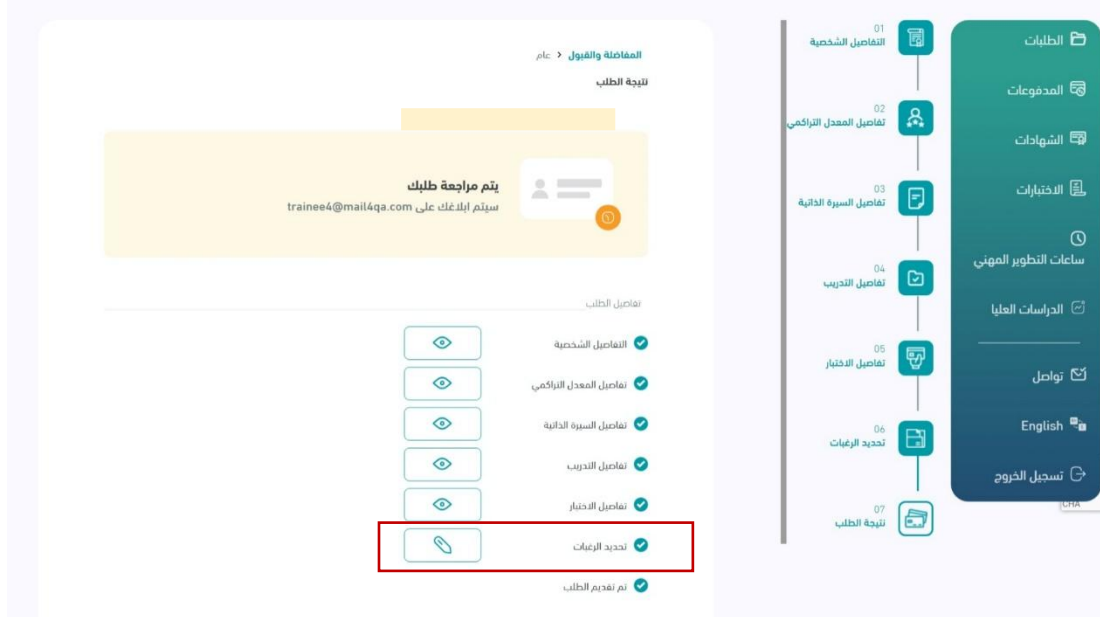 الطلبات
المدفوعات
الشهادات
الاختبارات
ساعات التطوير المهني
الدراسات العليا
تواصل
English
تسجيل الخروج
CHA
01
التفاصيل الشخصية
02
تفاصيل المعدل التراكمي
03
تفاصيل السيرة الذاتية
04
تفاصيل التدريب
05
تفاصيل الاختبار
06
تحديد الرغبات
07
نتيجة الطلب
المفاضلة والقبول > عام
نتيجة الطلب
يتم مراجعة طلبك
سيتم ابلاغك على trainee4@mail4qa.com
تفاصيل الطلب
التفاصيل الشخصية
تفاصيل المعدل التراكمي
تفاصيل السيرة الذاتية
تفاصيل التدريب
تفاصيل الاختبار
تحديد الرغبات
تم تقديم الطلب